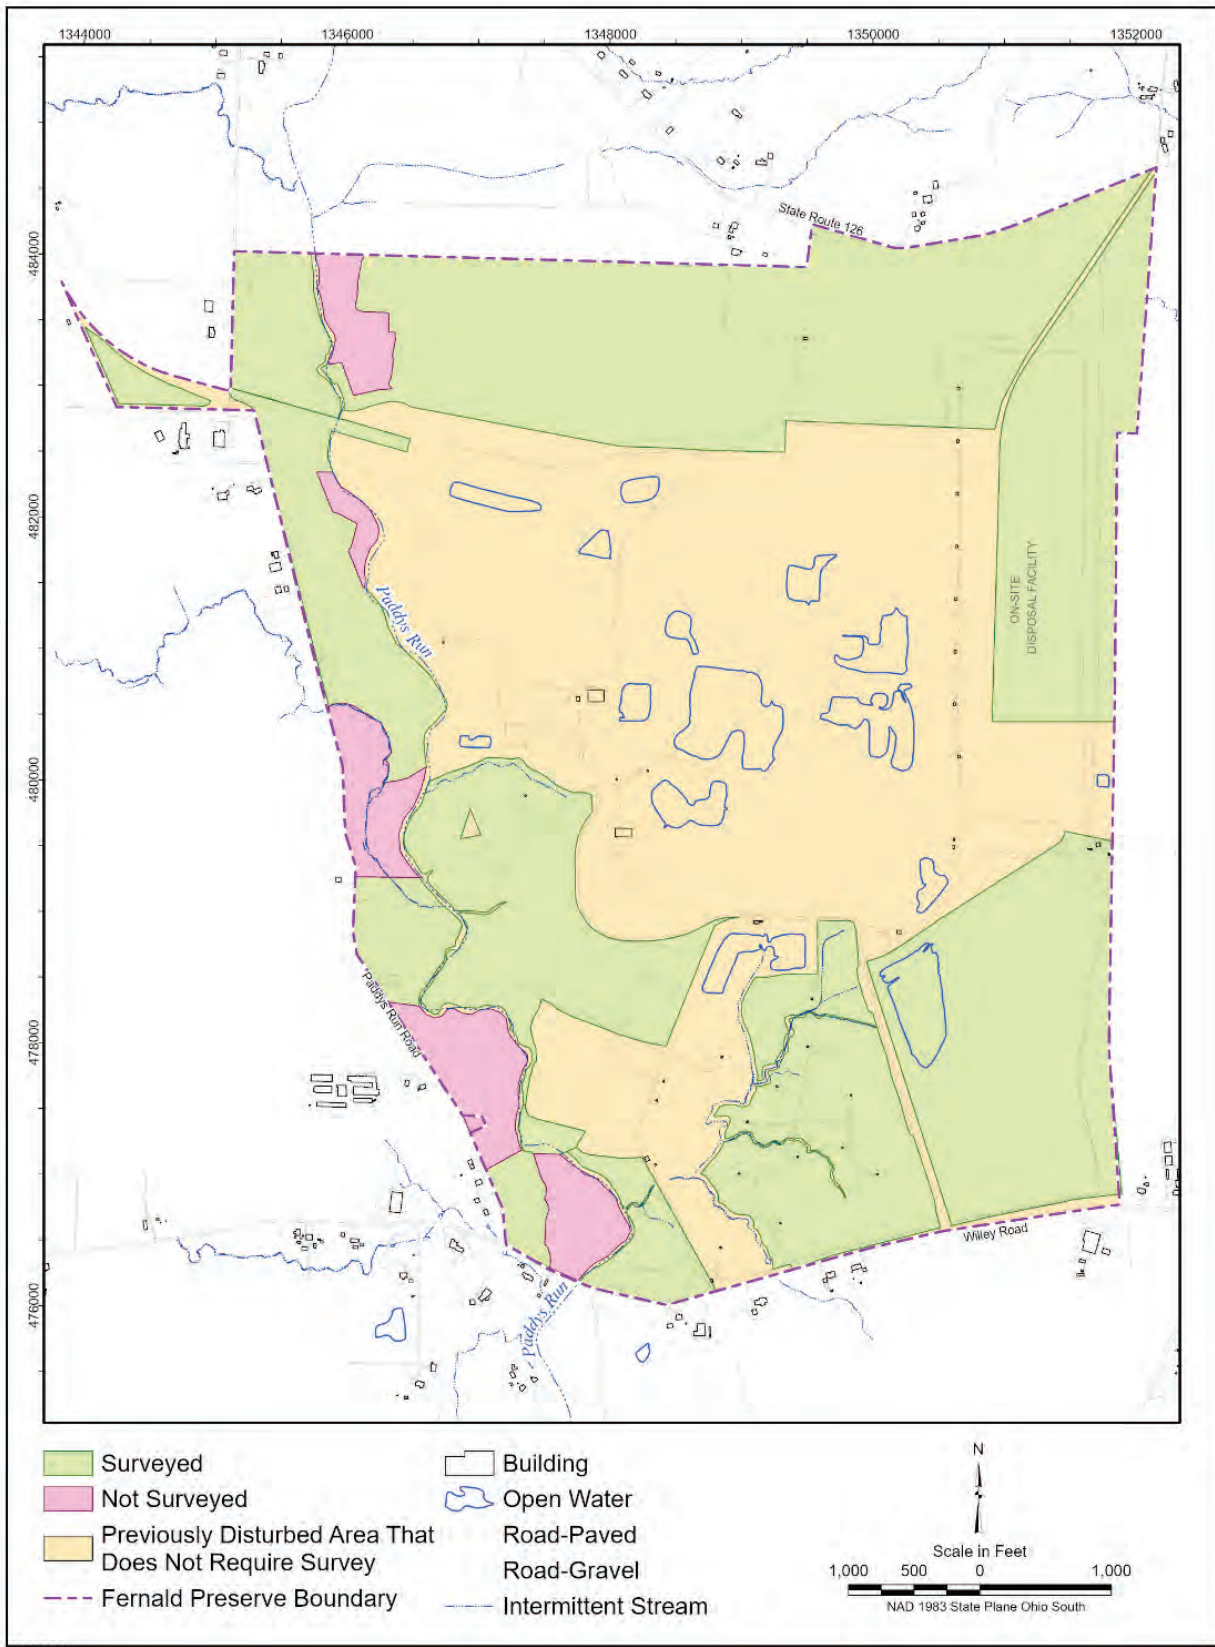 1344000 1346000 1348000 1350000 1352000
State Route 126
484000
482000
ON-SITE
DISPOSAL FACILITY
Paddys Run
480000
Paddys Run Road
478000
Willey Road
476000
Paddys Run
Surveyed
Not Surveyed
Previously Disturbed Area That
Does Not Require Survey
Fernald Preserve Boundary
Building
Open Water
Road-Paved
Road-Gravel
Intermittent Stream
N
Scale in Feet
1,000 500 0 1,000
NAD 1983 State Plane Ohio South